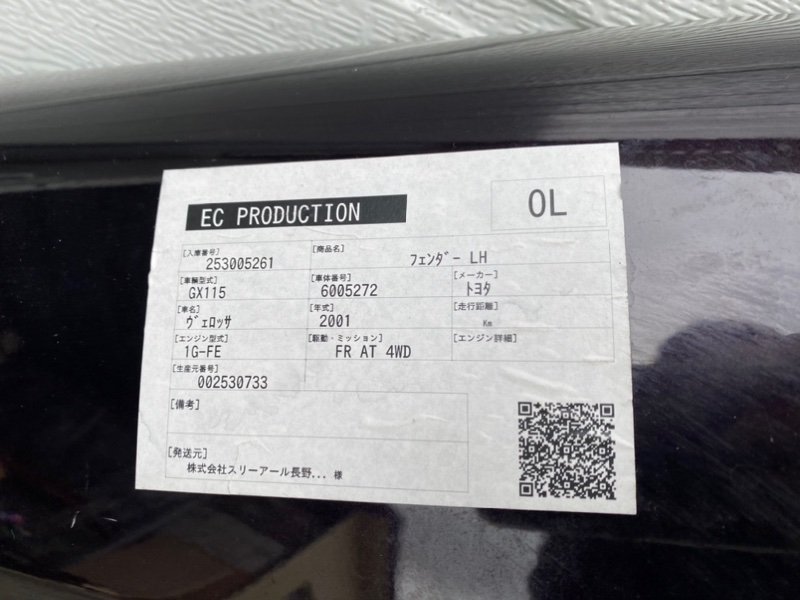 EC PRODUCTION
OL
[入庫番号] 253005261
[商品名] フェンダー LH
[車輛型式] GX115
[車体番号] 6005272
[メーカー] トヨタ
[車名] ヴェロッサ
[年式] 2001
[走行距離] Km
[エンジン型式] 1G-FE
[駆動・ミッション] FR AT 4WD
[エンジン詳細]
[生産元番号] 002530733
[備考]
[発送元]
株式会社スリーアール長野... 様